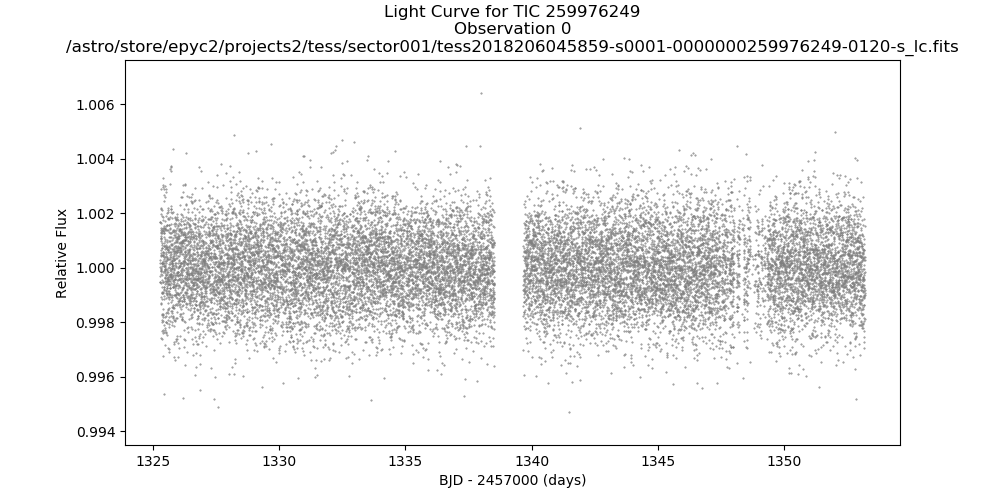 Light Curve for TIC 259976249
Observation 0
/astro/store/epyc2/projects2/tess/sector001/tess2018206045859-s0001-0000000259976249-0120-s_lc.fits
1.006
1.004
1.002
1.000
0.998
0.996
0.994
Relative Flux
1325
1330
1335
1340
1345
1350
BJD - 2457000 (days)